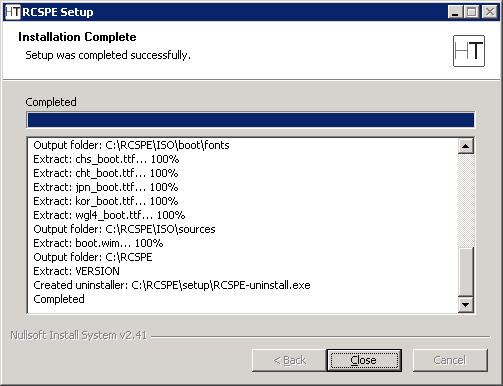 HT RCSPE Setup
Installation Complete
Setup was completed successfully.
HT
Completed
Output folder: C:\RCSPE\ISO\boot\fonts
Extract: chs_boot.ttf... 100%
Extract: cht_boot.ttf... 100%
Extract: jpn_boot.ttf... 100%
Extract: kor_boot.ttf... 100%
Extract: wgl4_boot.ttf... 100%
Output folder: C:\RCSPE\ISO\sources
Extract: boot.wim... 100%
Output folder: C:\RCSPE
Extract: VERSION
Created uninstaller: C:\RCSPE\setup\RCSPE-uninstall.exe
Completed
Nullsoft Install System v2.41
< Back
Close
Cancel